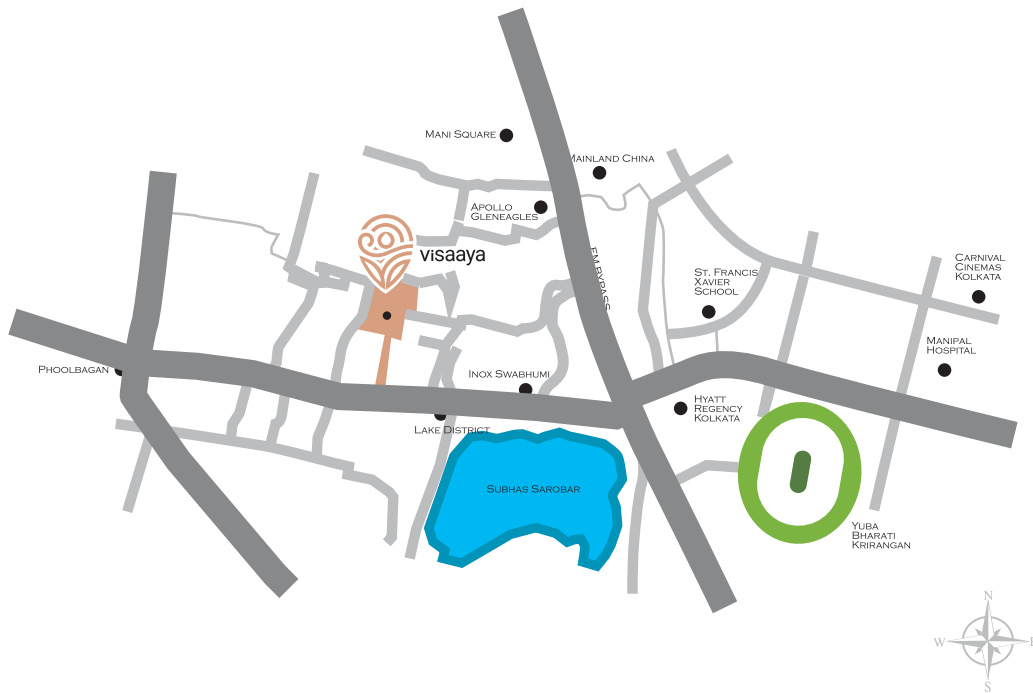 MANI SQUARE
MAINLAND CHINA
APOLLO
GLENEAGLES
visaaya
EM BYPASS
ST. FRANCIS
XAVIER
SCHOOL
CARNIVAL
CINEMAS
KOLKATA
MANIPAL
HOSPITAL
PHOOLBAGAN
INOX SWABHUMI
HYATT
REGENCY
KOLKATA
LAKE DISTRICT
SUBHAS SAROBAR
YUBA
BHARATI
KRIRANGAN
N
W E
S